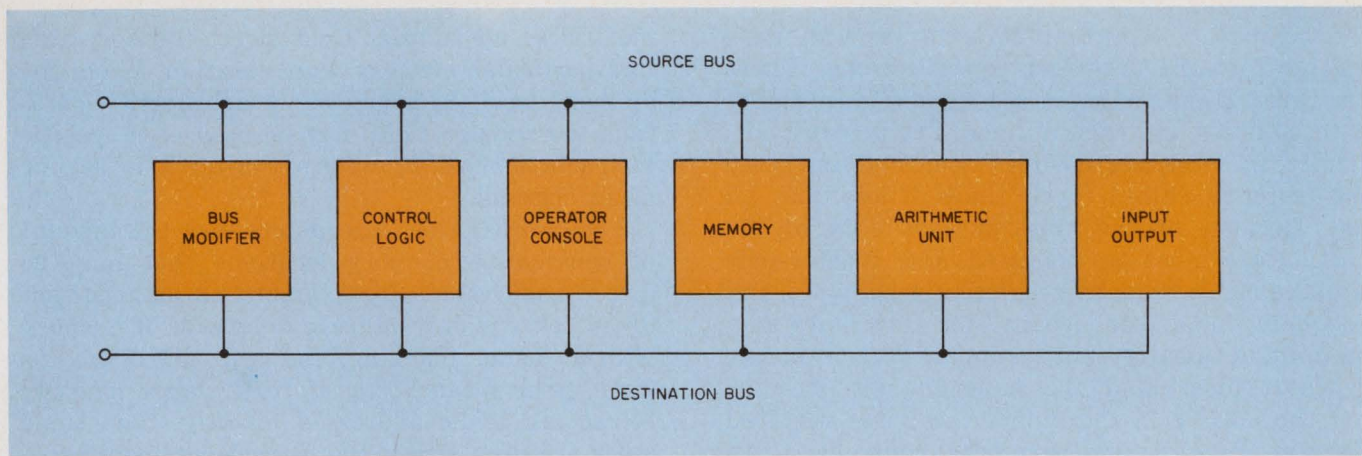 SOURCE BUS
BUS
MODIFIER
CONTROL
LOGIC
OPERATOR
CONSOLE
MEMORY
ARITHMETIC
UNIT
INPUT
OUTPUT
DESTINATION BUS